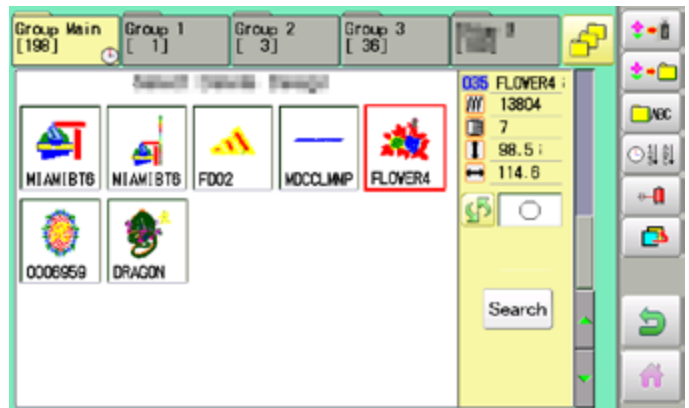 Group Main
[198]
Group 1
[ 1]
Group 2
[ 3]
Group 3
[ 36]
035 FLOWER4
13804
7
98.5
114.6
MIAMIBT6
MIAMIBT6
FD02
MDCCLMNP
FLOWER4
0006959
DRAGON
Search
ABC